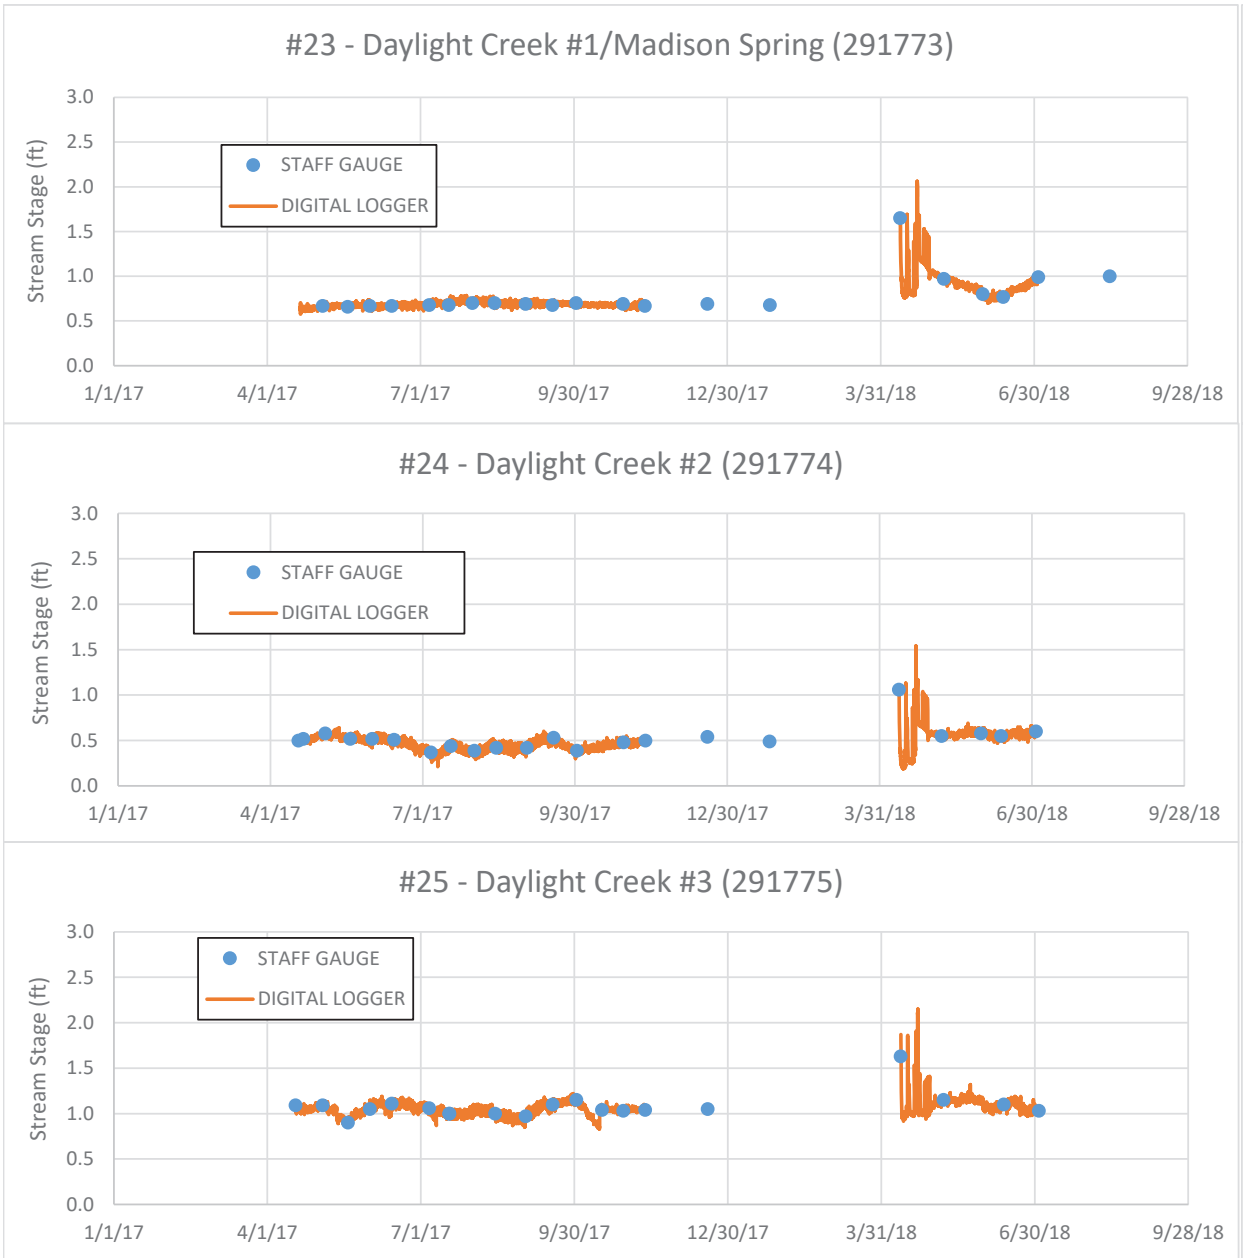 #23 - Daylight Creek #1/Madison Spring (291773)
3.0
2.5
2.0
1.5
1.0
0.5
0.0
Stream Stage (ft)
STAFF GAUGE
DIGITAL LOGGER
1/1/17 4/1/17 7/1/17 9/30/17 12/30/17 3/31/18 6/30/18 9/28/18
#24 - Daylight Creek #2 (291774)
3.0
2.5
2.0
1.5
1.0
0.5
0.0
Stream Stage (ft)
STAFF GAUGE
DIGITAL LOGGER
1/1/17 4/1/17 7/1/17 9/30/17 12/30/17 3/31/18 6/30/18 9/28/18
#25 - Daylight Creek #3 (291775)
3.0
2.5
2.0
1.5
1.0
0.5
0.0
Stream Stage (ft)
STAFF GAUGE
DIGITAL LOGGER
1/1/17 4/1/17 7/1/17 9/30/17 12/30/17 3/31/18 6/30/18 9/28/18